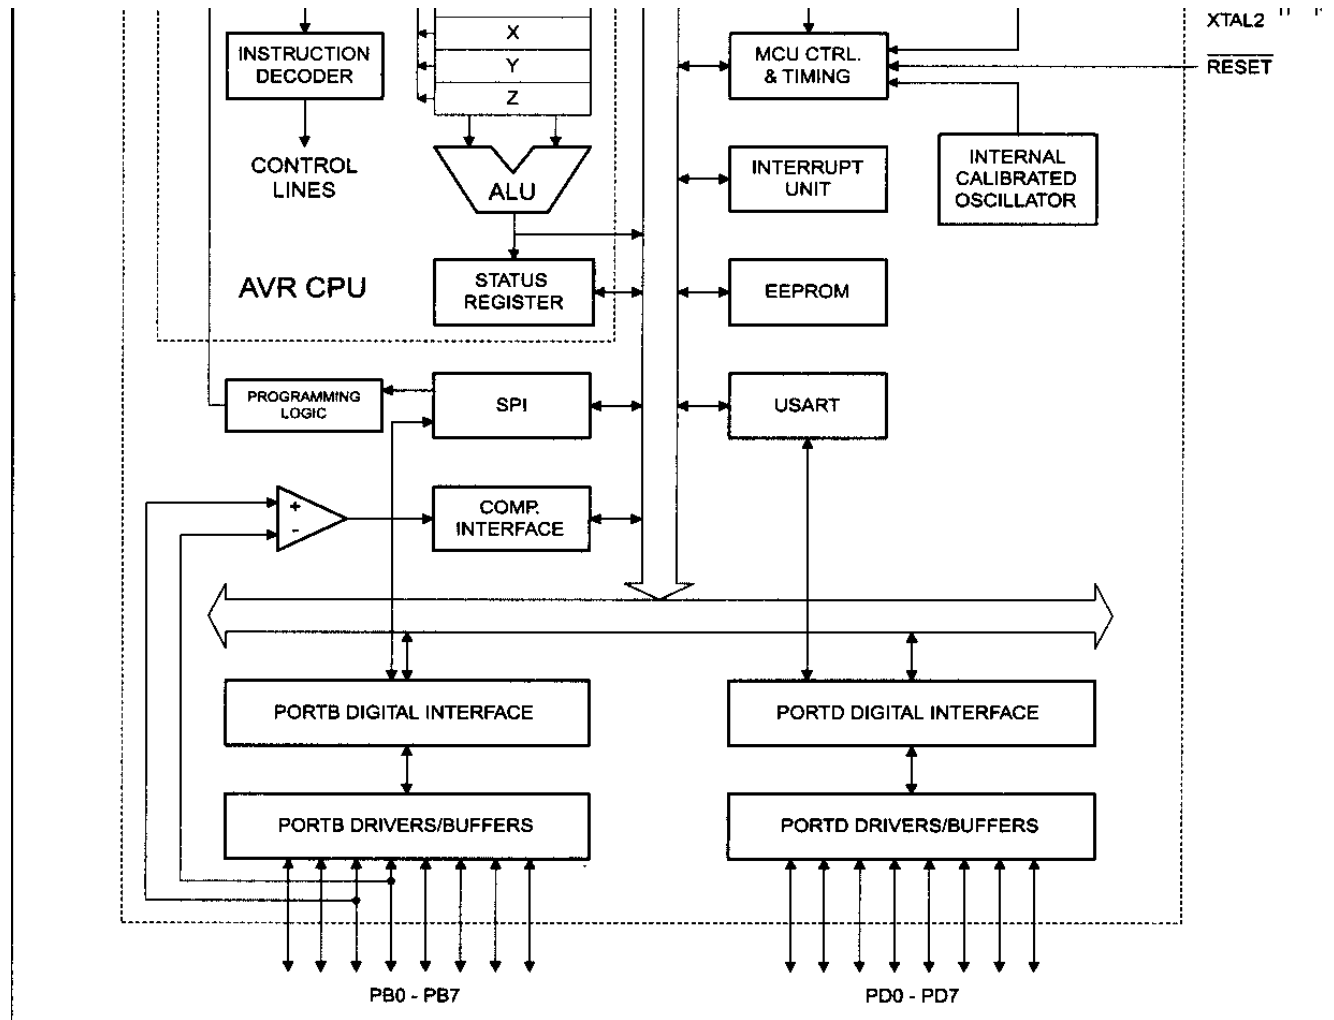 XTAL2
X
INSTRUCTION
DECODER
Y
Z
MCU CTRL.
& TIMING
RESET
CONTROL
LINES
ALU
INTERRUPT
UNIT
INTERNAL
CALIBRATED
OSCILLATOR
AVR CPU
STATUS
REGISTER
EEPROM
PROGRAMMING
LOGIC
SPI
USART
+
-
COMP.
INTERFACE
PORTB DIGITAL INTERFACE
PORTD DIGITAL INTERFACE
PORTB DRIVERS/BUFFERS
PORTD DRIVERS/BUFFERS
PB0 - PB7
PD0 - PD7